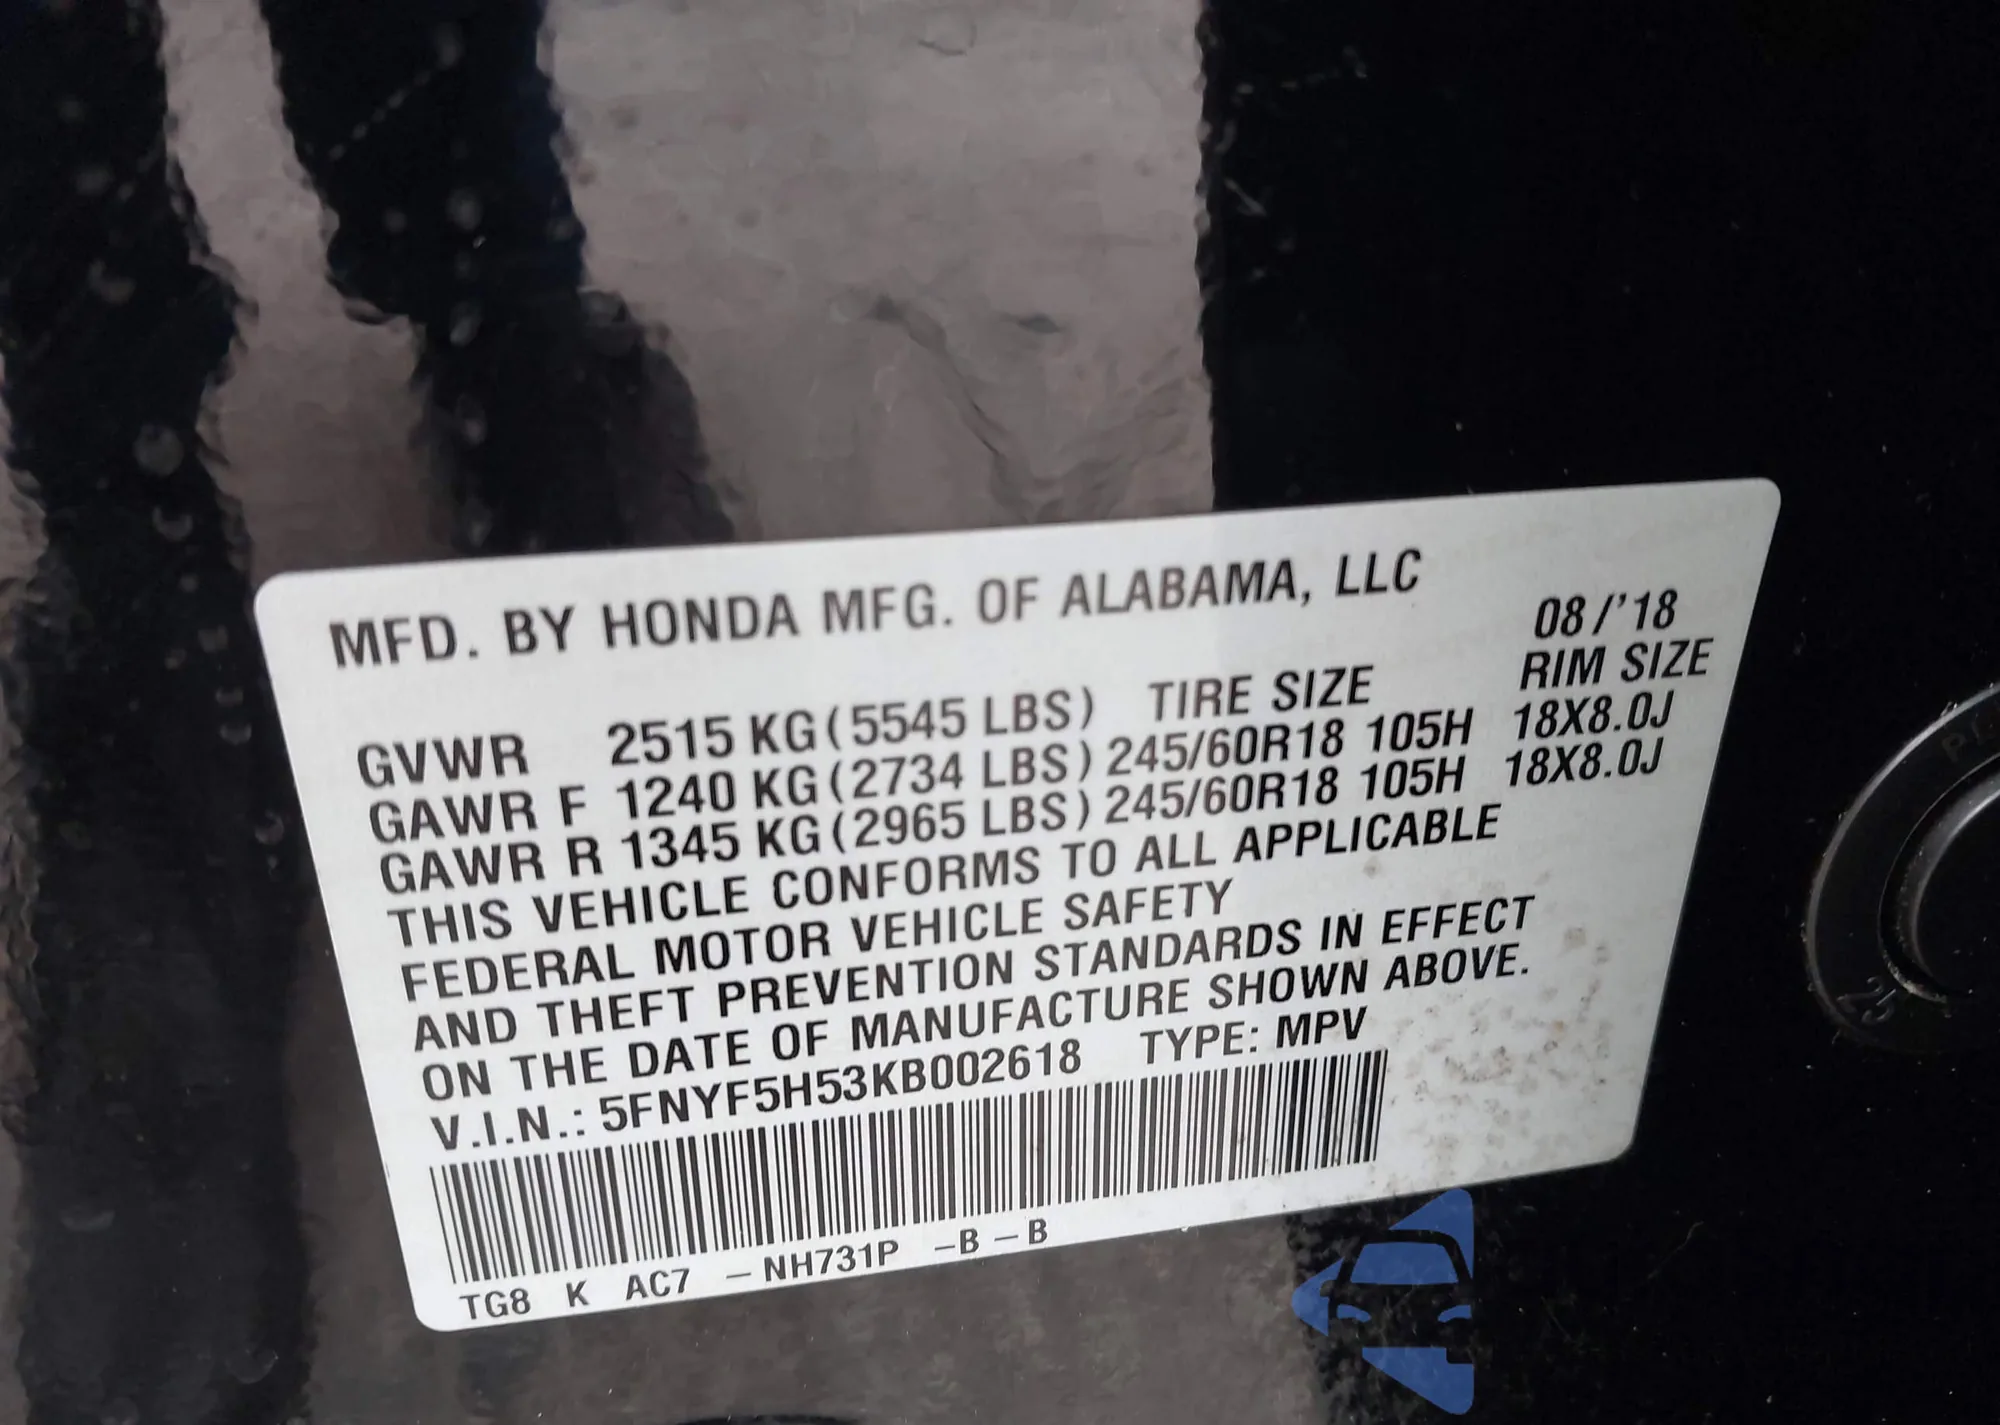 MFD. BY HONDA MFG. OF ALABAMA, LLC
08/'18
GVWR 2515 KG (5545 LBS) TIRE SIZE RIM SIZE
GAWR F 1240 KG (2734 LBS) 245/60R18 105H 18X8.0J
GAWR R 1345 KG (2965 LBS) 245/60R18 105H 18X8.0J
THIS VEHICLE CONFORMS TO ALL APPLICABLE
FEDERAL MOTOR VEHICLE SAFETY
AND THEFT PREVENTION STANDARDS IN EFFECT
ON THE DATE OF MANUFACTURE SHOWN ABOVE.
V.I.N.: 5FNYF5H53KB002618 TYPE: MPV
TG8 K AC7 – NH731P – B – B
25